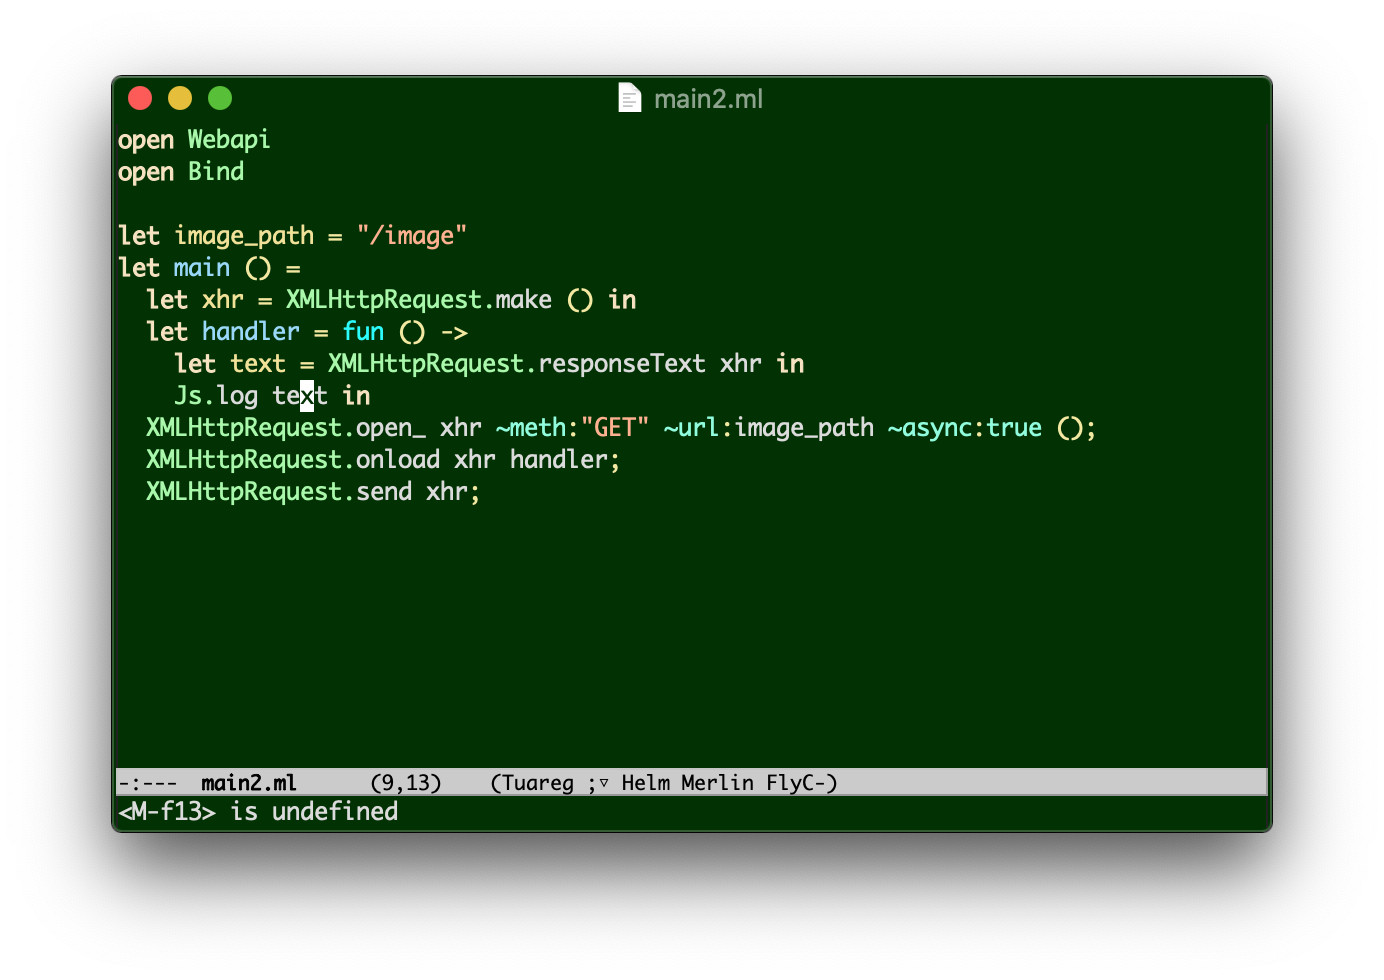 main2.ml
open Webapi
open Bind
let image_path = "/image"
let main () =
  let xhr = XMLHttpRequest.make () in
  let handler = fun () ->
    let text = XMLHttpRequest.responseText xhr in
    Js.log text in
  XMLHttpRequest.open_ xhr ~meth:"GET" ~url:image_path ~async:true ();
  XMLHttpRequest.onload xhr handler;
  XMLHttpRequest.send xhr;
-:---  main2.ml      (9,13)    (Tuareg ;▿ Helm Merlin FlyC-)
<M-f13> is undefined